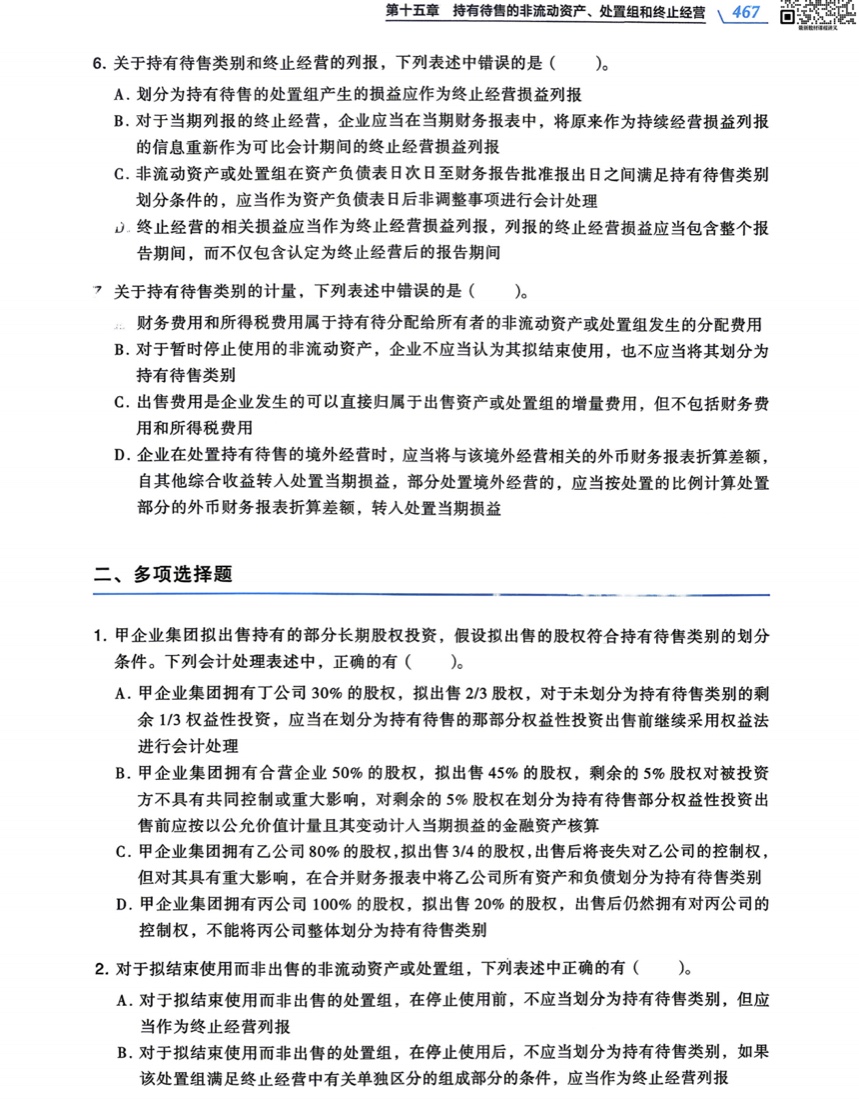 第十五章 持有待售的非流动资产、处置组和终止经营 467
6. 关于持有待售类别和终止经营的列报，下列表述中错误的是（ ）。
A. 划分为持有待售的处置组产生的损益应作为终止经营损益列报
B. 对于当期列报的终止经营，企业应当在当期财务报表中，将原来作为持续经营损益列报
的信息重新作为可比会计期间的终止经营损益列报
C. 非流动资产或处置组在资产负债表日次日至财务报告批准报出日之间满足持有待售类别
划分条件的，应当作为资产负债表日后非调整事项进行会计处理
D. 终止经营的相关损益应当作为终止经营损益列报，列报的终止经营损益应当包含整个报
告期间，而不仅包含认定为终止经营后的报告期间
7 关于持有待售类别的计量，下列表述中错误的是（ ）。
财务费用和所得税费用属于持有待分配给所有者的非流动资产或处置组发生的分配费用
B. 对于暂时停止使用的非流动资产，企业不应当认为其拟结束使用，也不应当将其划分为
持有待售类别
C. 出售费用是企业发生的可以直接归属于出售资产或处置组的增量费用，但不包括财务费
用和所得税费用
D. 企业在处置持有待售的境外经营时，应当将与该境外经营相关的外币财务报表折算差额，
自其他综合收益转入处置当期损益，部分处置境外经营的，应当按处置的比例计算处置
部分的外币财务报表折算差额，转入处置当期损益
二、多项选择题
1. 甲企业集团拟出售持有的部分长期股权投资，假设拟出售的股权符合持有待售类别的划分
条件。下列会计处理表述中，正确的有（ ）。
A. 甲企业集团拥有丁公司 30% 的股权，拟出售 2/3 股权，对于未划分为持有待售类别的剩
余 1/3 权益性投资，应当在划分为持有待售的那部分权益性投资出售前继续采用权益法
进行会计处理
B. 甲企业集团拥有合营企业 50% 的股权，拟出售 45% 的股权，剩余的 5% 股权对被投资
方不具有共同控制或重大影响，对剩余的 5% 股权在划分为持有待售部分权益性投资出
售前应按以公允价值计量且其变动计入当期损益的金融资产核算
C. 甲企业集团拥有乙公司 80% 的股权，拟出售 3/4 的股权，出售后将丧失对乙公司的控制权，
但对其具有重大影响，在合并财务报表中将乙公司所有资产和负债划分为持有待售类别
D. 甲企业集团拥有丙公司 100% 的股权，拟出售 20% 的股权，出售后仍然拥有对丙公司的
控制权，不能将丙公司整体划分为持有待售类别
2. 对于拟结束使用而非出售的非流动资产或处置组，下列表述中正确的有（ ）。
A. 对于拟结束使用而非出售的处置组，在停止使用前，不应当划分为持有待售类别，但应
当作为终止经营列报
B. 对于拟结束使用而非出售的处置组，在停止使用后，不应当划分为持有待售类别，如果
该处置组满足终止经营中有关单独区分的组成部分的条件，应当作为终止经营列报